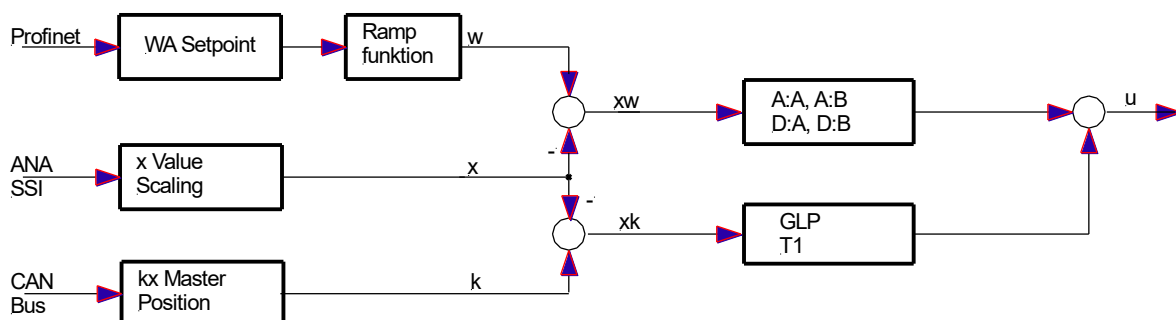 Profinet
WA Setpoint
Ramp
funktion
w
xw
A:A, A:B
D:A, D:B
u
-
ANA
SSI
x Value
Scaling
x
-
xk
GLP
T1
CAN
Bus
kx Master
Position
k